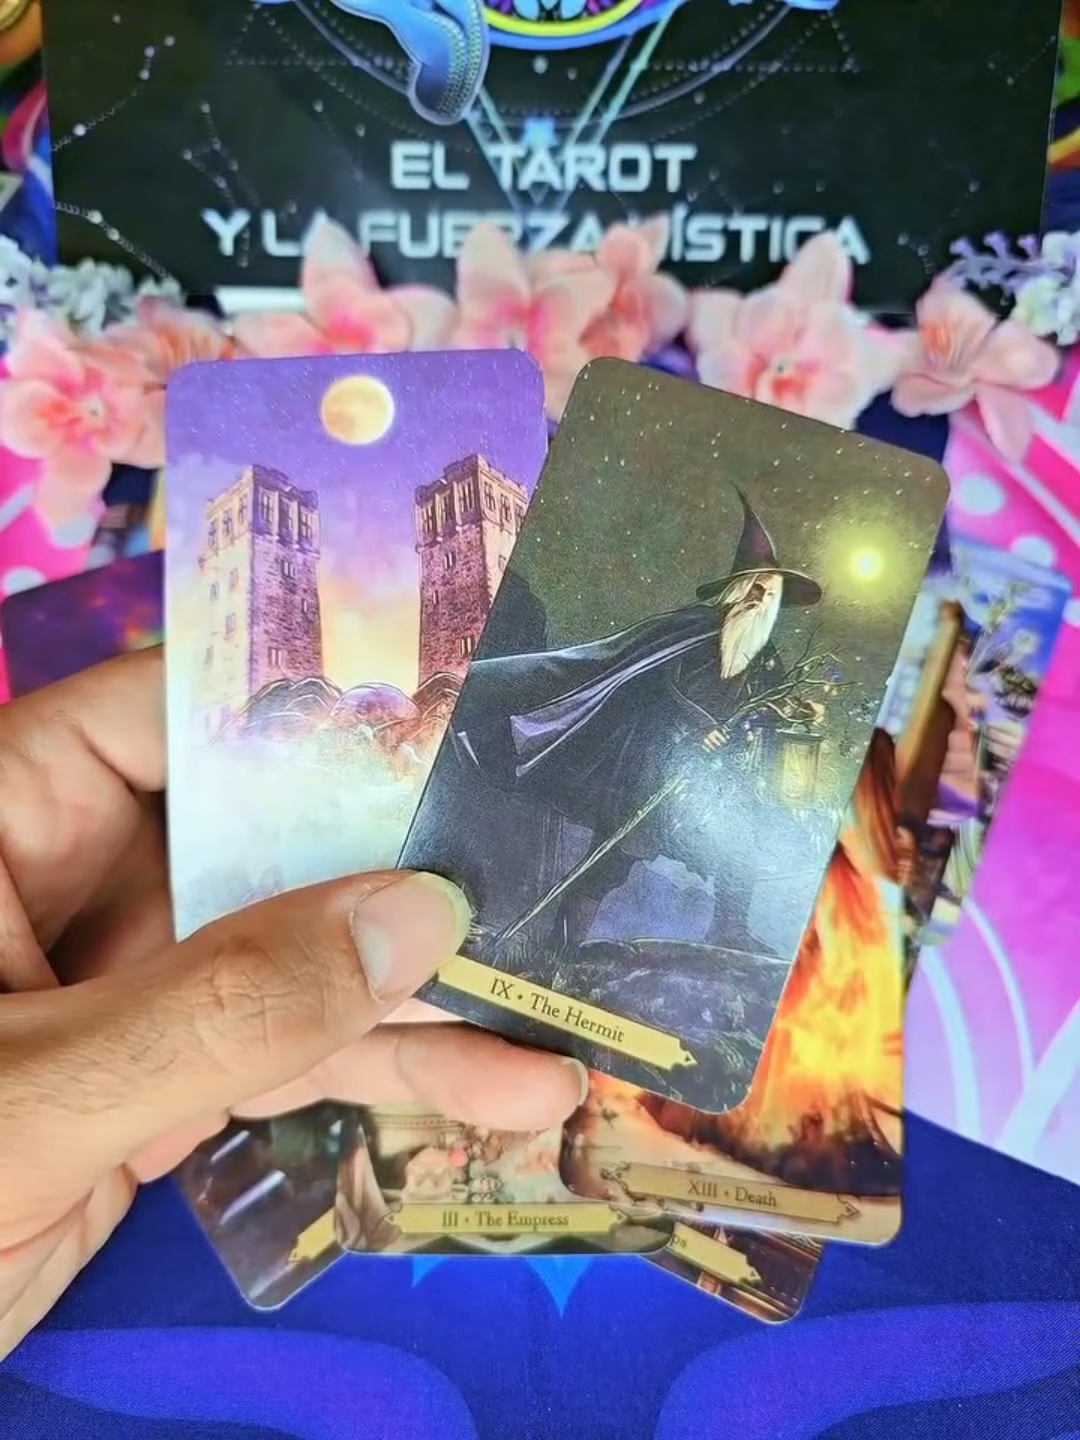 EL TAROT
Y LA FUERZA MÍSTICA
IX • The Hermit
XIII • Death
III • The Empress